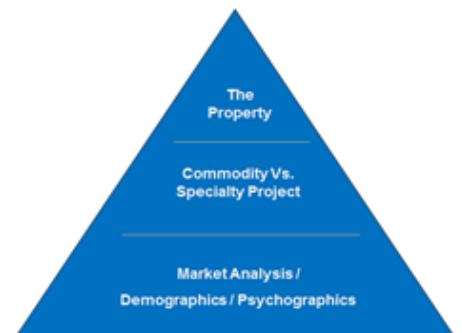 The
Property
Commodity Vs.
Specialty Project
Market Analysis /
Demographics / Psychographics